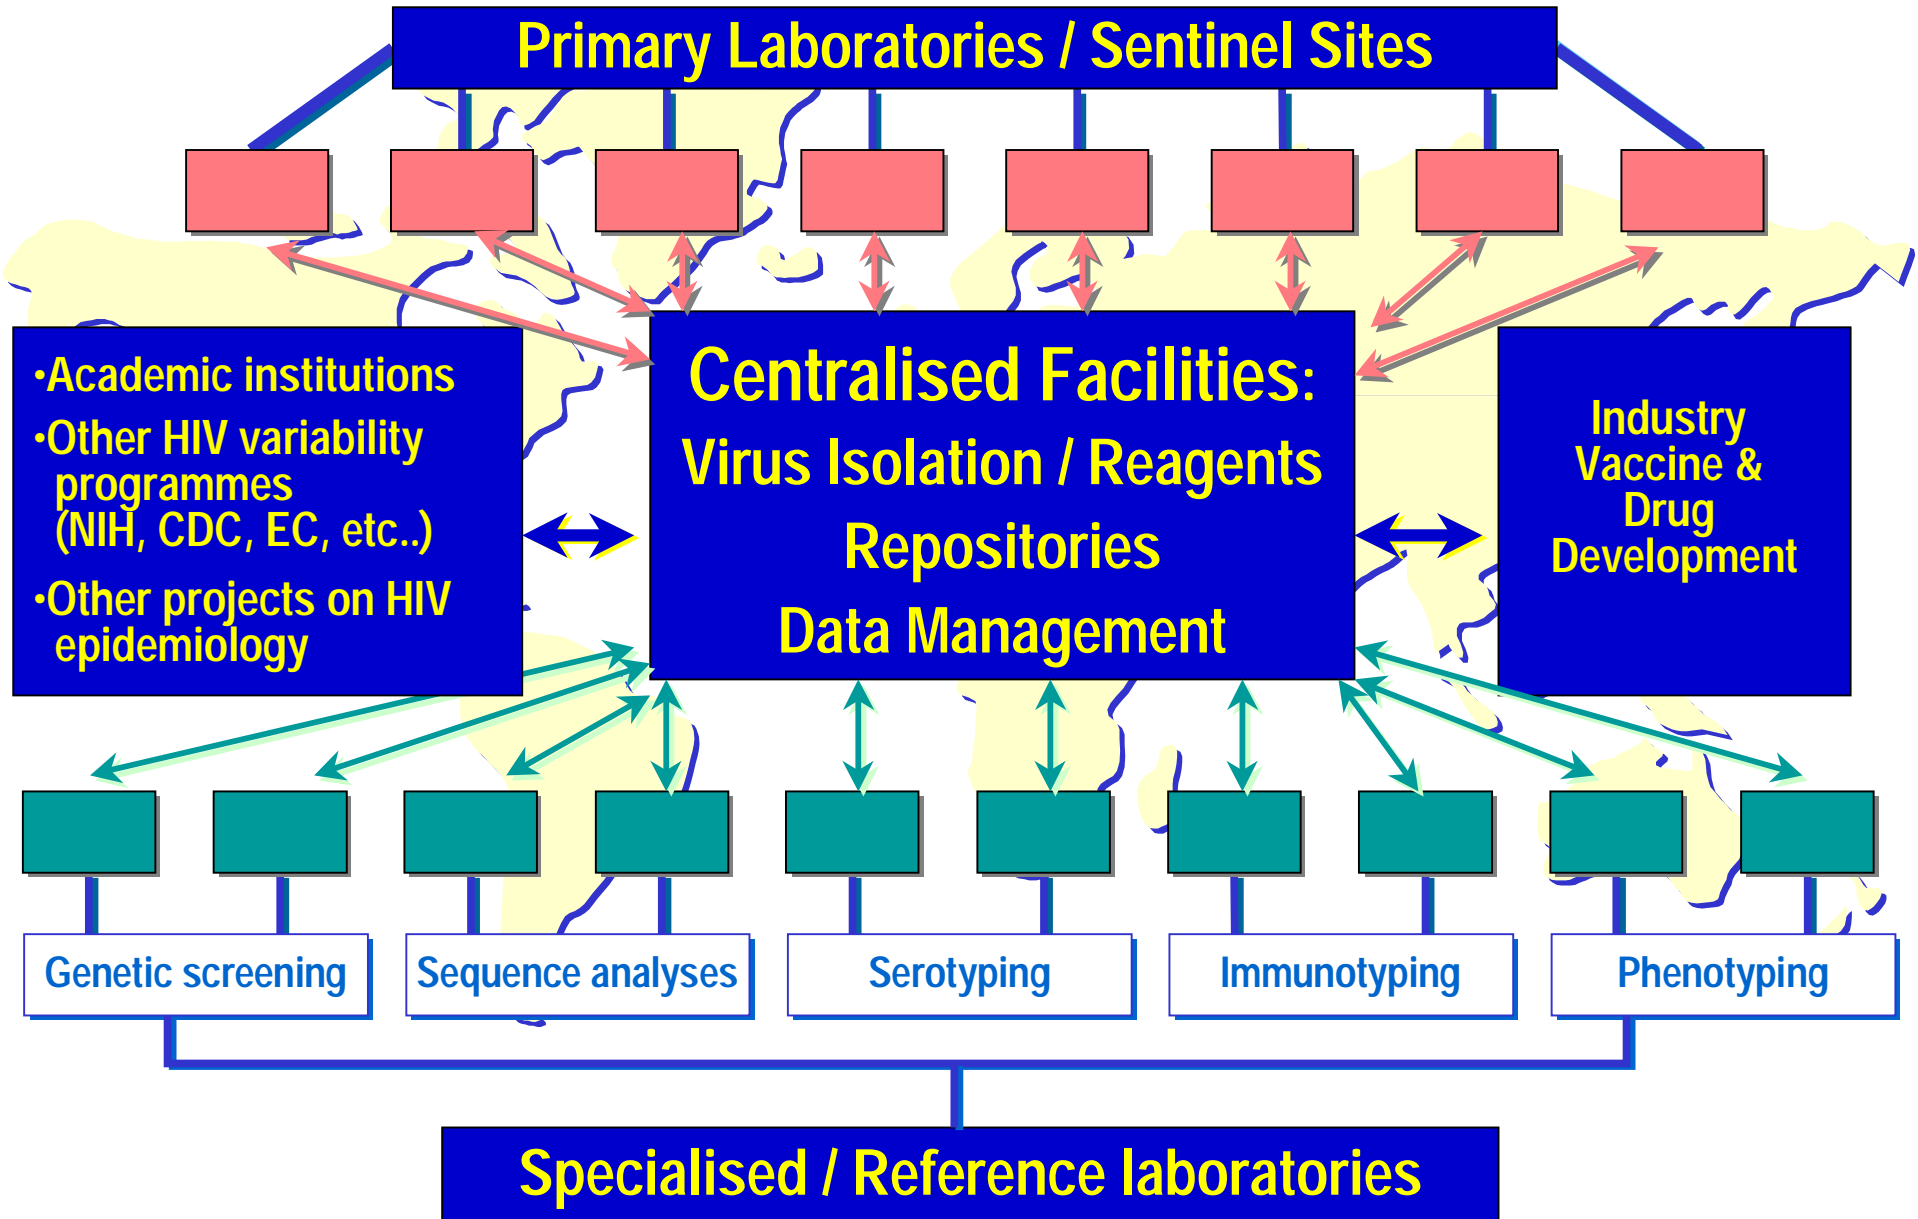 Primary Laboratories / Sentinel Sites
•Academic institutions
•Other HIV variability
programmes
(NIH, CDC, EC, etc..)
•Other projects on HIV
epidemiology
Centralised Facilities:
Virus Isolation / Reagents
Repositories
Data Management
Industry
Vaccine &
Drug
Development
Genetic screening
Sequence analyses
Serotyping
Immunotyping
Phenotyping
Specialised / Reference laboratories